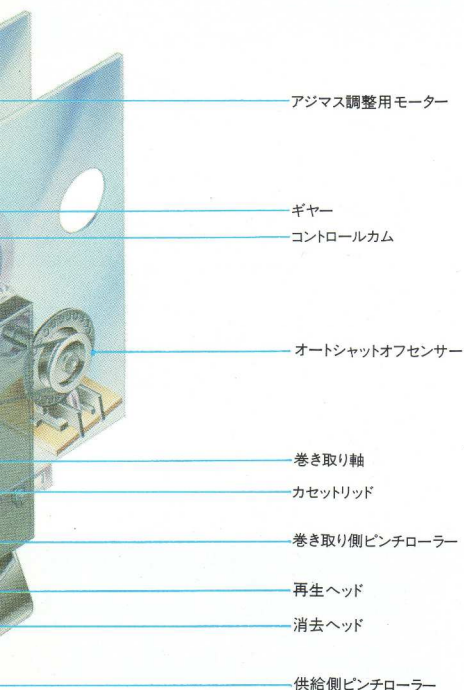 アジマス調整用モーター
ギヤー
コントロールカム
オートシャットオフセンサー
巻き取り軸
カセットリッド
巻き取り側ピンチローラー
再生ヘッド
消去ヘッド
供給側ピンチローラー